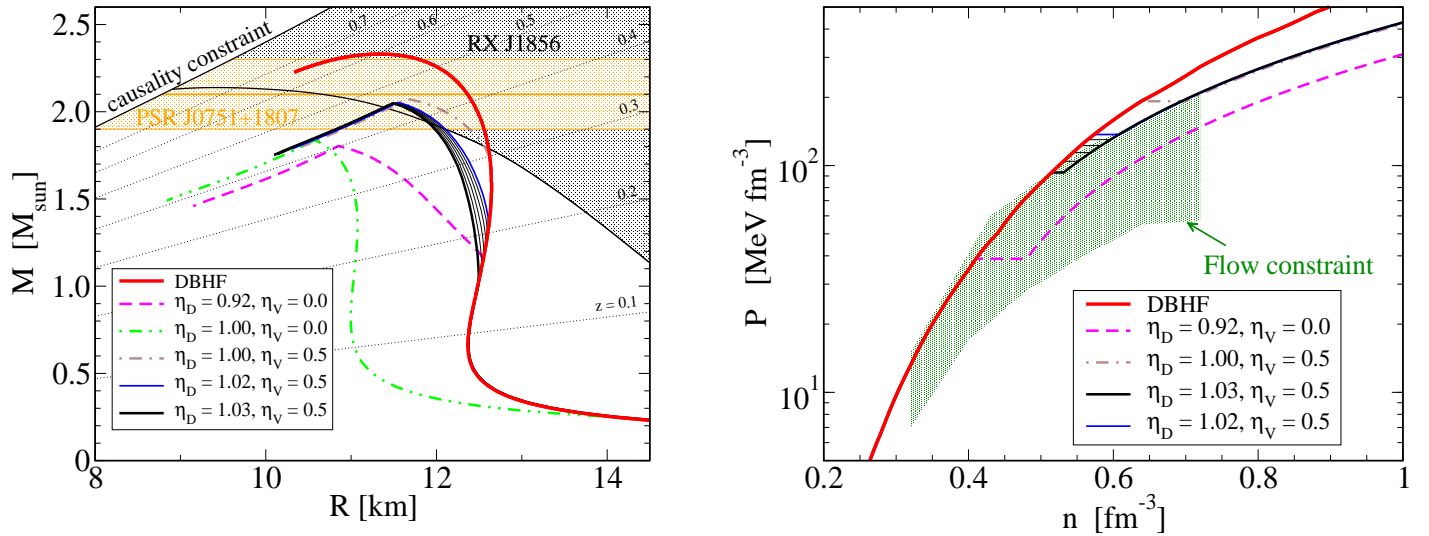 2.5
2.0
1.5
1.0
0.5
0
M [M_sun]
8
10
12
14
R [km]
causality constraint
RX J1856
PSR J0751+1807
0.7
0.6
0.5
0.4
0.3
0.2
z = 0.1
DBHF
η_D = 0.92, η_V = 0.0
η_D = 1.00, η_V = 0.0
η_D = 1.00, η_V = 0.5
η_D = 1.02, η_V = 0.5
η_D = 1.03, η_V = 0.5
10^2
10^1
P [MeV fm^-3]
0.2
0.4
0.6
0.8
1
n [fm^-3]
Flow constraint
DBHF
η_D = 0.92, η_V = 0.0
η_D = 1.00, η_V = 0.5
η_D = 1.03, η_V = 0.5
η_D = 1.02, η_V = 0.5